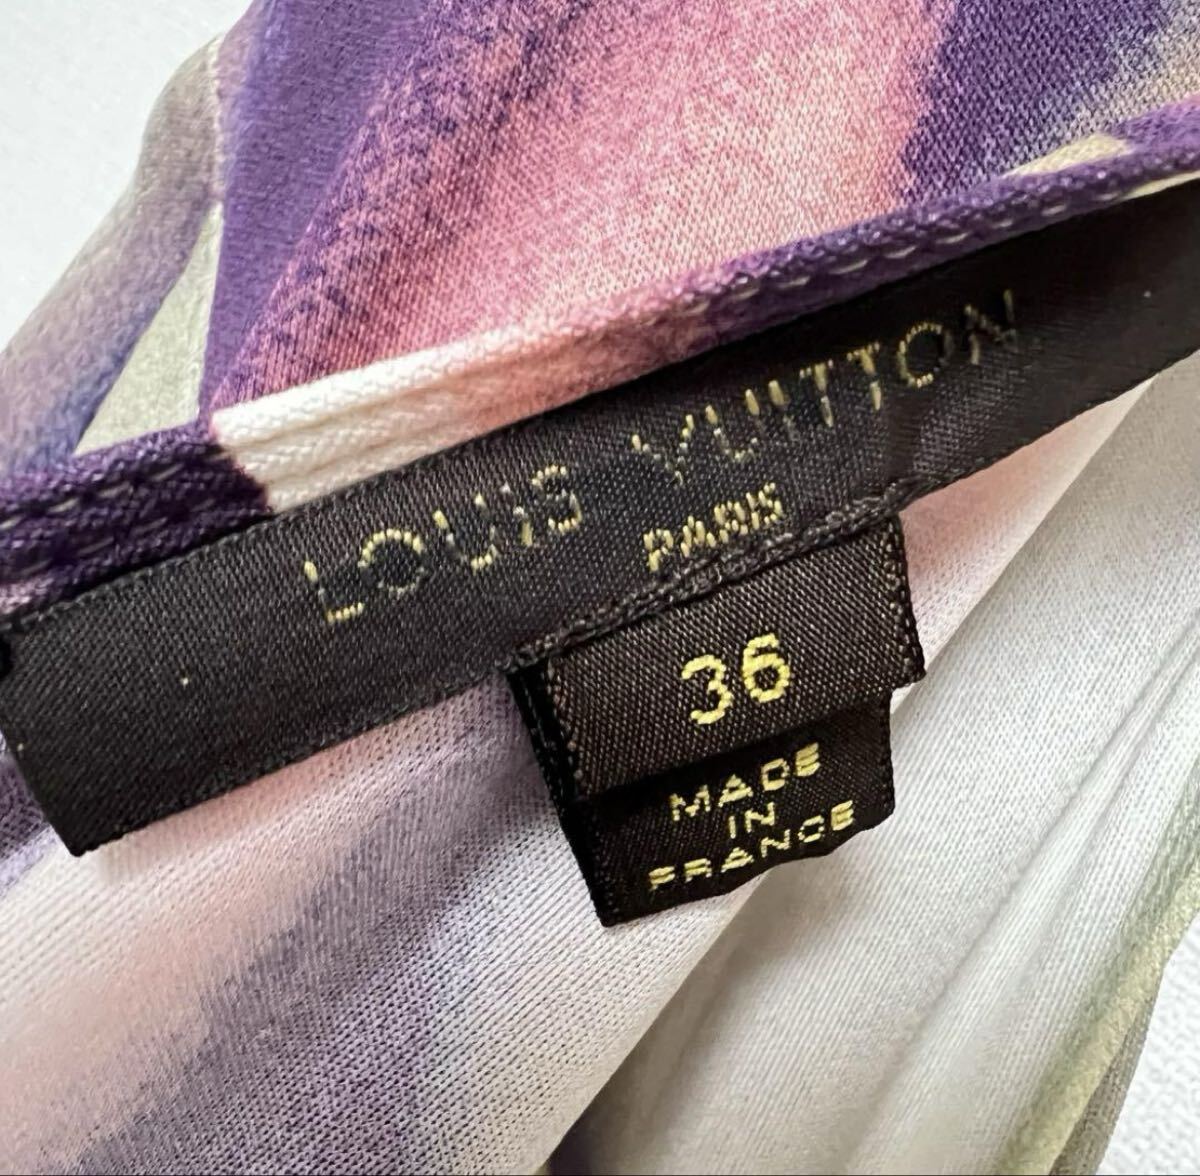 LOUIS VUITTON
PARIS
36
MADE
IN
FRANCE